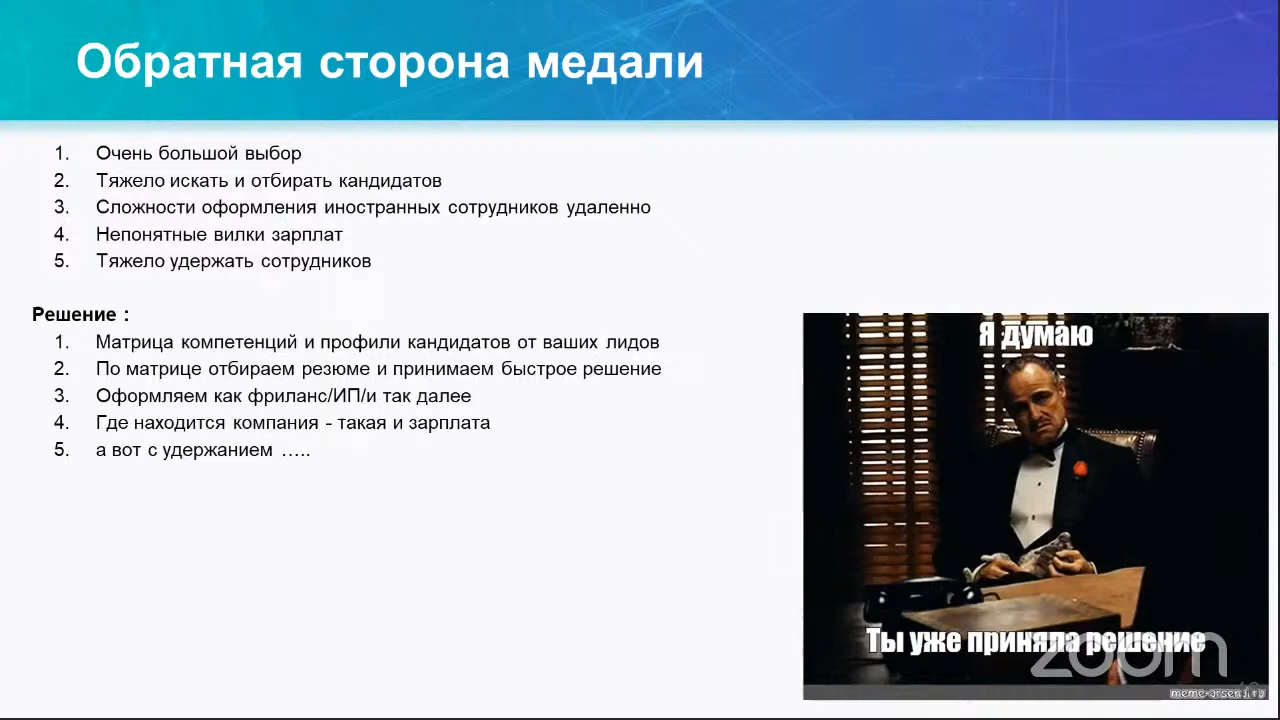 Обратная сторона медали
1. Очень большой выбор
2. Тяжело искать и отбирать кандидатов
3. Сложности оформления иностранных сотрудников удаленно
4. Непонятные вилки зарплат
5. Тяжело удержать сотрудников
Решение :
1. Матрица компетенций и профили кандидатов от ваших лидов
2. По матрице отбираем резюме и принимаем быстрое решение
3. Оформляем как фриланс/ИП/и так далее
4. Где находится компания - такая и зарплата
5. а вот с удержанием …..
Я думаю
Ты уже приняла решение
zoom